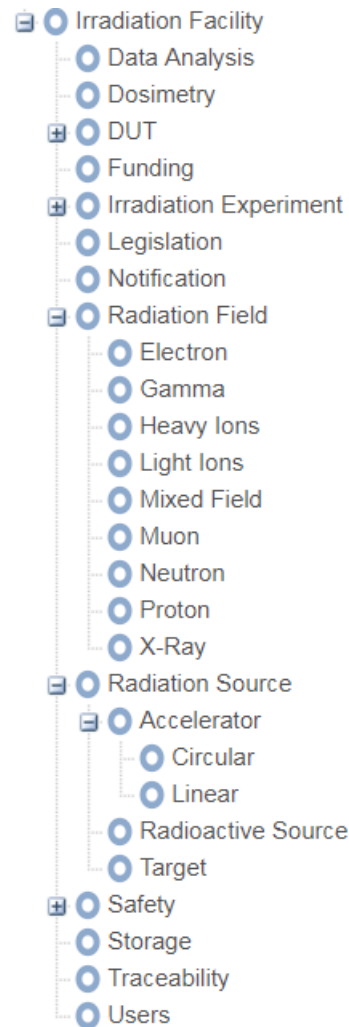 Irradiation Facility
Data Analysis
Dosimetry
DUT
Funding
Irradiation Experiment
Legislation
Notification
Radiation Field
Electron
Gamma
Heavy Ions
Light Ions
Mixed Field
Muon
Neutron
Proton
X-Ray
Radiation Source
Accelerator
Circular
Linear
Radioactive Source
Target
Safety
Storage
Traceability
Users